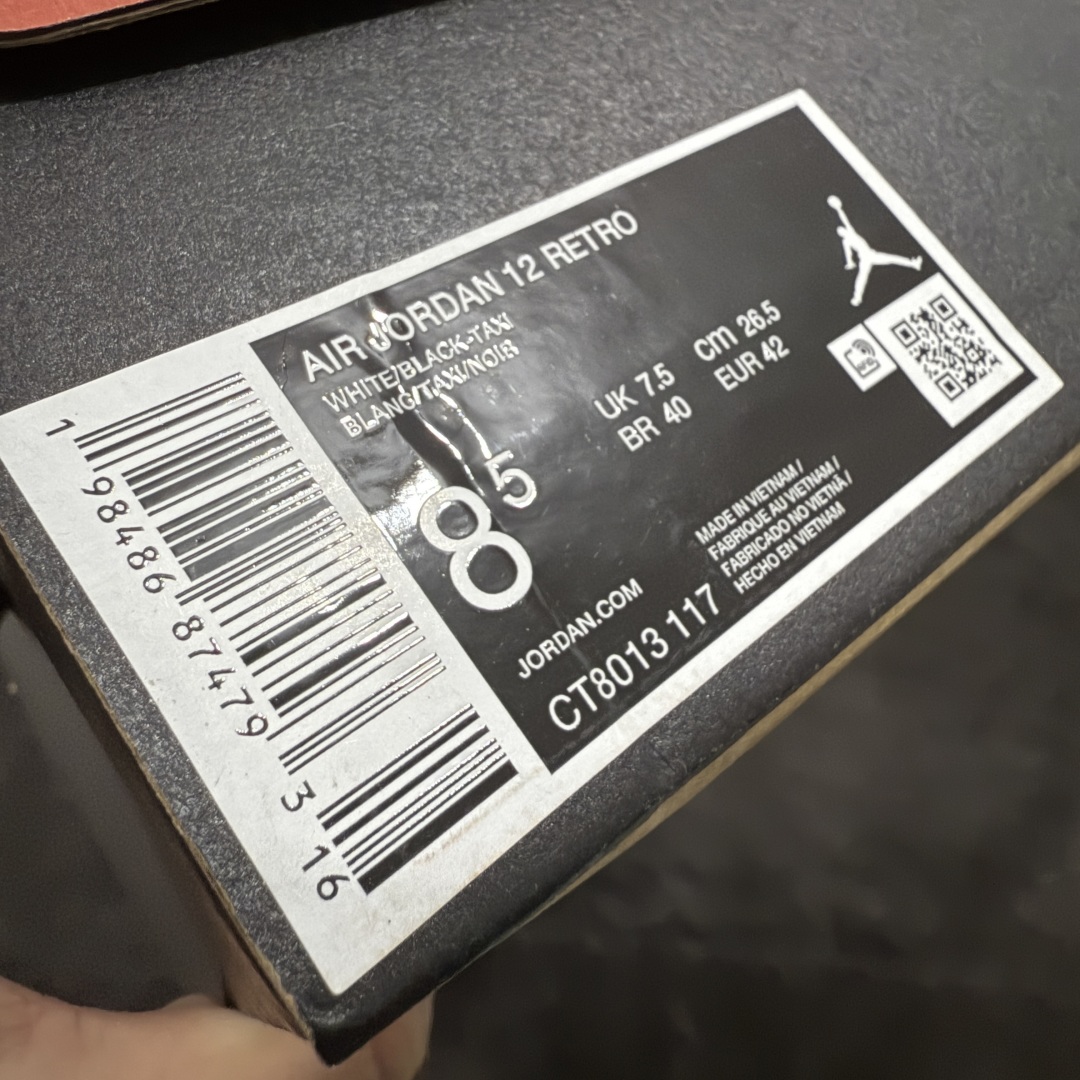 AIR JORDAN 12 RETRO
WHITE/BLACK-TAXI
BLANC/TAXI/NOIR
8 5
UK 7.5 cm 26.5
BR 40 EUR 42
RFID
MADE IN VIETNAM /
FABRIQUE AU VIETNAM /
FABRICADO NO VIETNÃ /
HECHO EN VIETNAM
JORDAN.COM
CT8013 117
1 98486 87479 3 16